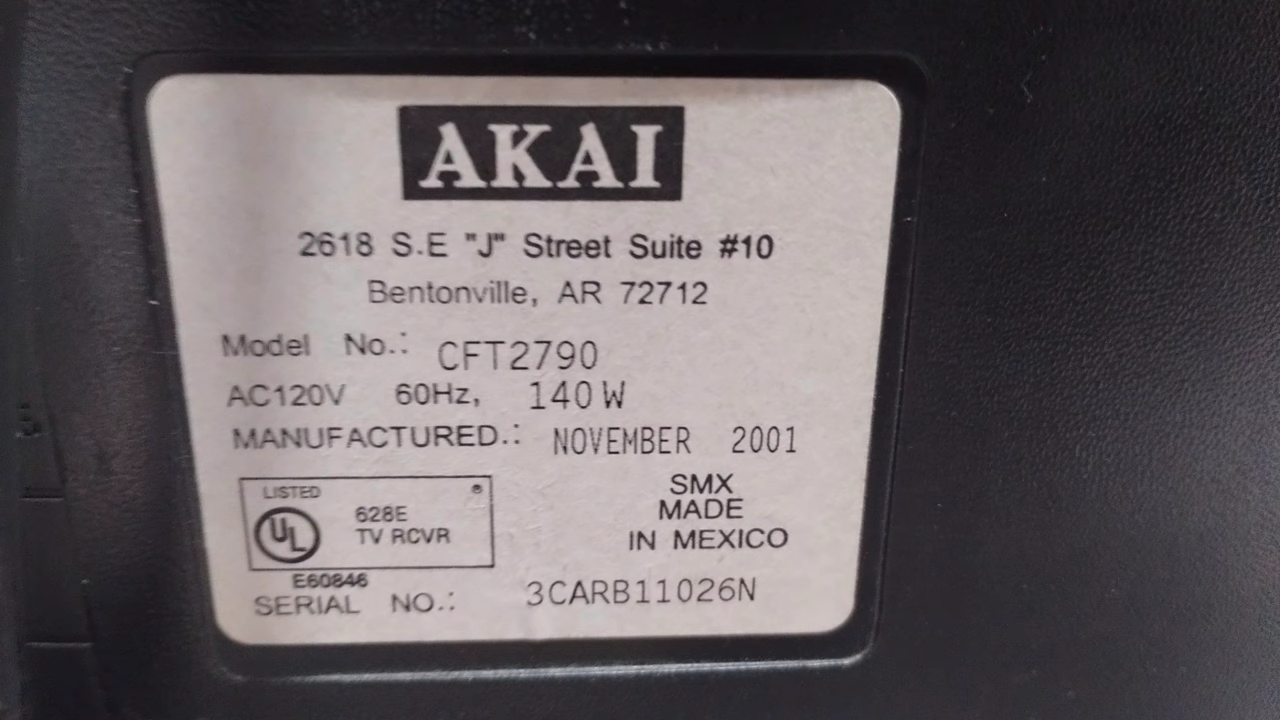 AKAI
2618 S.E "J" Street Suite #10
Bentonville, AR 72712
Model No.: CFT2790
AC120V 60Hz, 140W
MANUFACTURED.: NOVEMBER 2001
LISTED ®
UL 628E
TV RCVR
E60846
SMX
MADE
IN MEXICO
SERIAL NO.: 3CARB11026N